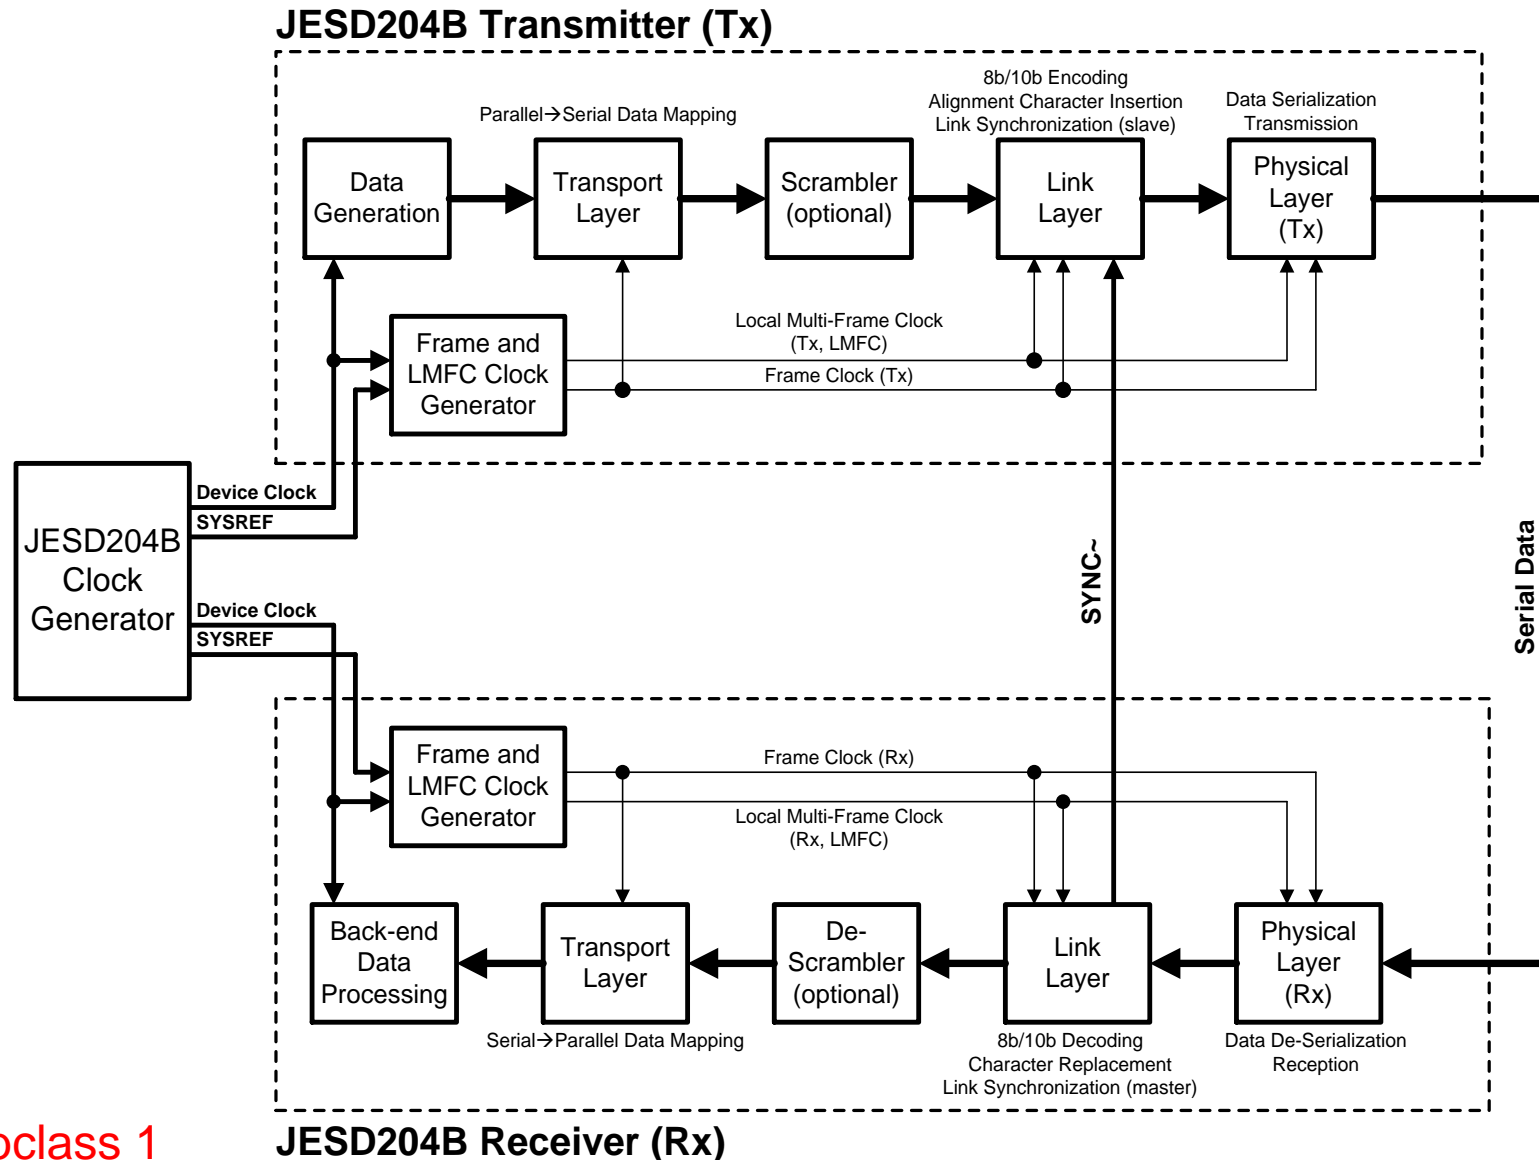 JESD204B Transmitter (Tx)
8b/10b Encoding
Alignment Character Insertion
Link Synchronization (slave)
Parallel→Serial Data Mapping
Data Serialization
Transmission
Data
Generation
Transport
Layer
Scrambler
(optional)
Link
Layer
Physical
Layer
(Tx)
Frame and
LMFC Clock
Generator
Local Multi-Frame Clock
(Tx, LMFC)
Frame Clock (Tx)
JESD204B
Clock
Generator
Device Clock
SYSREF
Device Clock
SYSREF
SYNC~
Serial Data
Frame and
LMFC Clock
Generator
Frame Clock (Rx)
Local Multi-Frame Clock
(Rx, LMFC)
Back-end
Data
Processing
Transport
Layer
De-
Scrambler
(optional)
Link
Layer
Physical
Layer
(Rx)
Serial→Parallel Data Mapping
8b/10b Decoding
Character Replacement
Link Synchronization (master)
Data De-Serialization
Reception
JESD204B Receiver (Rx)
1